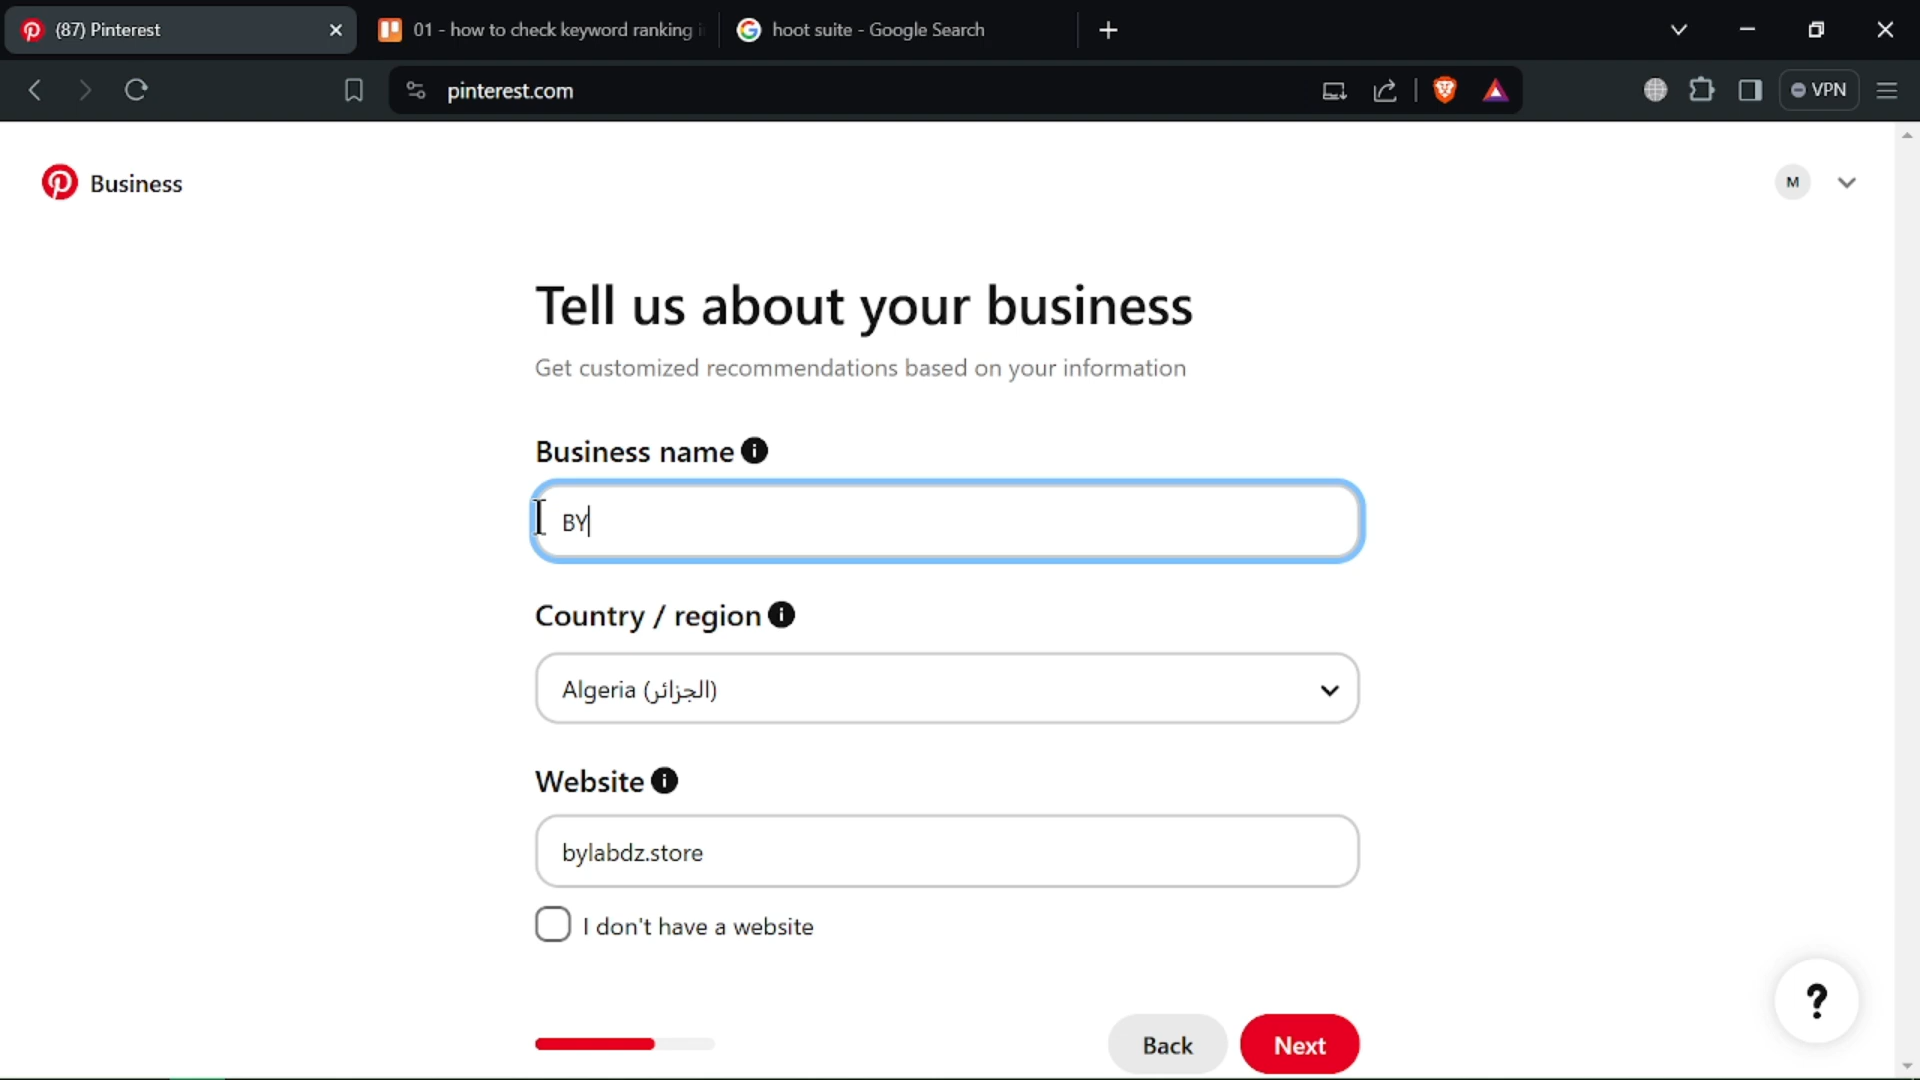 (87) Pinterest
01 - how to check keyword ranking i
hoot suite - Google Search
pinterest.com
VPN
Business
M
Tell us about your business
Get customized recommendations based on your information
Business name
BY
Country / region
Algeria (الجزائر)
Website
bylabdz.store
I don't have a website
Back
Next
?